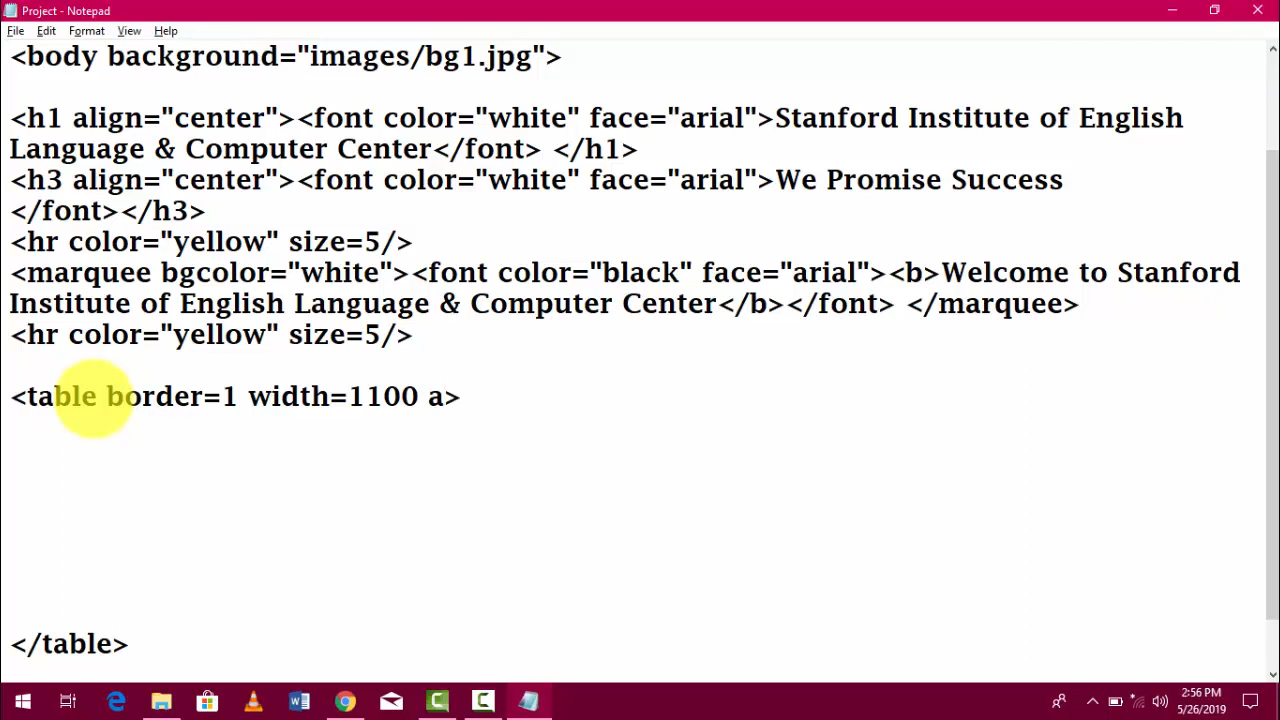 Project - Notepad
File Edit Format View Help
<body background="images/bg1.jpg">
<h1 align="center"><font color="white" face="arial">Stanford Institute of English
Language & Computer Center</font> </h1>
<h3 align="center"><font color="white" face="arial">We Promise Success
</font></h3>
<hr color="yellow" size=5/>
<marquee bgcolor="white"><font color="black" face="arial"><b>Welcome to Stanford
Institute of English Language & Computer Center</b></font> </marquee>
<hr color="yellow" size=5/>
<table border=1 width=1100 a>
</table>
2:56 PM
5/26/2019